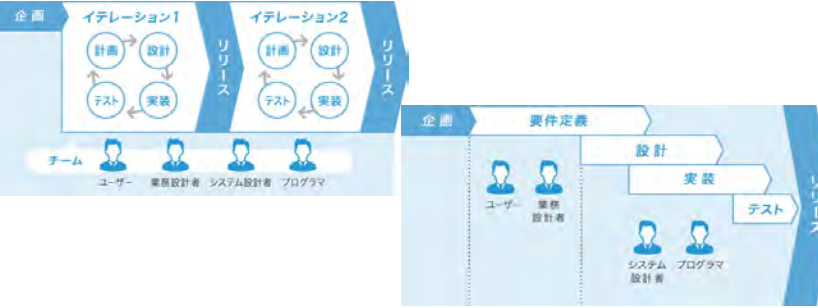 企画
イテレーション1
計画
設計
テスト
実装
リリース
イテレーション2
計画
設計
テスト
実装
リリース
チーム
ユーザー
業務設計者
システム設計者
プログラマ
企画
要件定義
設計
実装
テスト
リリース
ユーザー
業務
設計者
システム
設計者
プログラマ